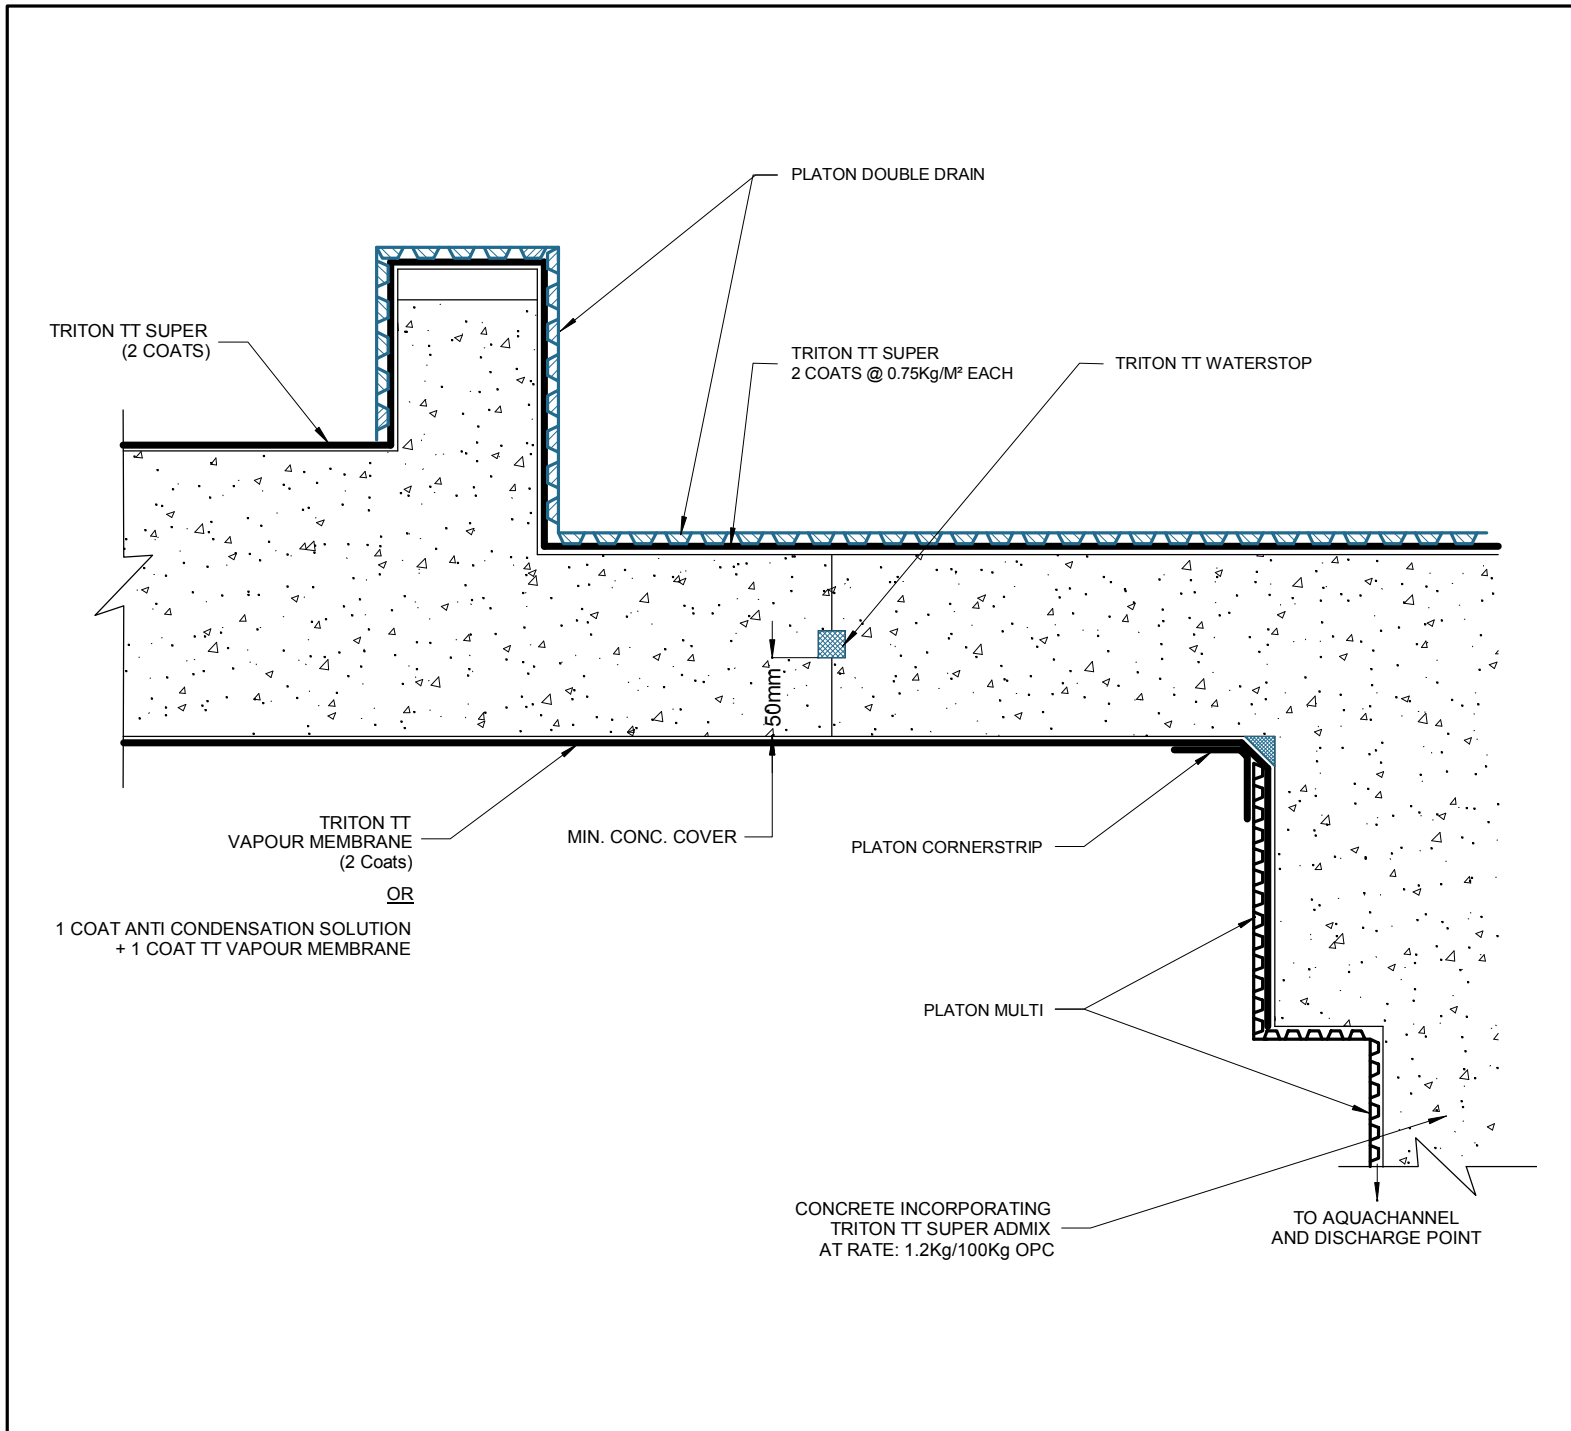 PLATON DOUBLE DRAIN
TRITON TT SUPER
(2 COATS)
TRITON TT SUPER
2 COATS @ 0.75Kg/M² EACH
TRITON TT WATERSTOP
50mm
TRITON TT
VAPOUR MEMBRANE
(2 Coats)
OR
1 COAT ANTI CONDENSATION SOLUTION
+ 1 COAT TT VAPOUR MEMBRANE
MIN. CONC. COVER
PLATON CORNERSTRIP
PLATON MULTI
CONCRETE INCORPORATING
TRITON TT SUPER ADMIX
AT RATE: 1.2Kg/100Kg OPC
TO AQUACHANNEL
AND DISCHARGE POINT